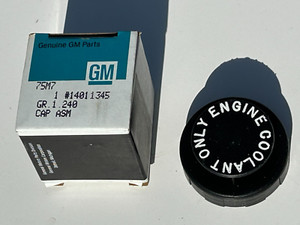 Genuine GM Parts
GM
75M7
1 #14011345
GR.1.240
CAP ASM
ENGINE COOLANT ONLY